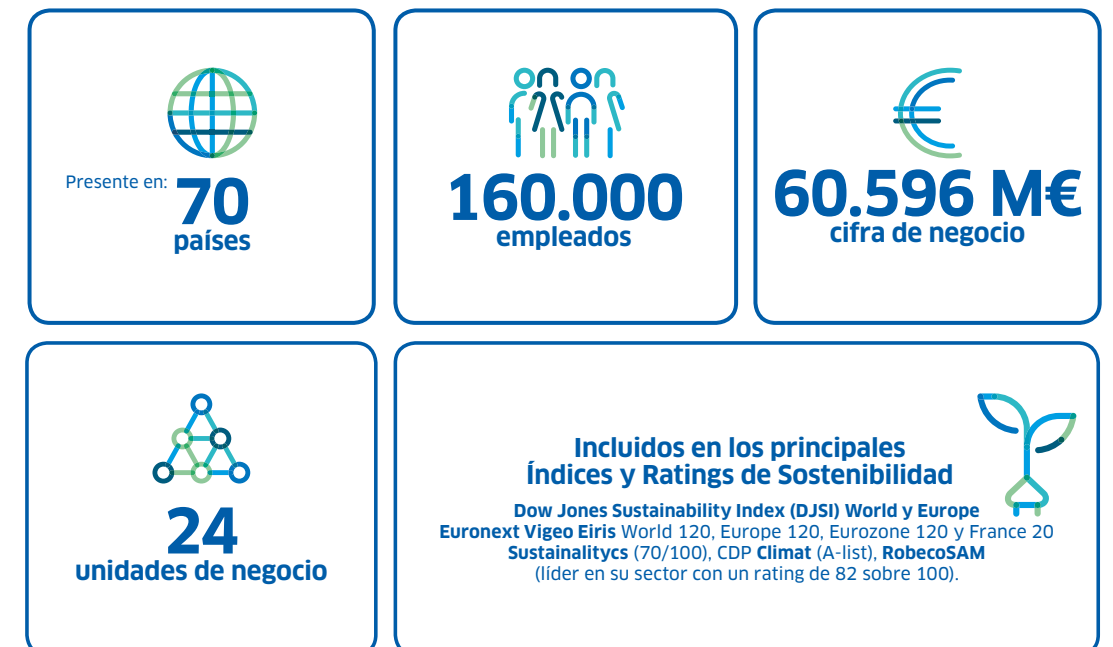 Presente en: 70
países
160.000
empleados
60.596 M€
cifra de negocio
24
unidades de negocio
Incluidos en los principales
Índices y Ratings de Sostenibilidad
Dow Jones Sustainability Index (DJSI) World y Europe
Euronext Vigeo Eiris World 120, Europe 120, Eurozone 120 y France 20
Sustainalitycs (70/100), CDP Climat (A-list), RobecoSAM
(líder en su sector con un rating de 82 sobre 100).